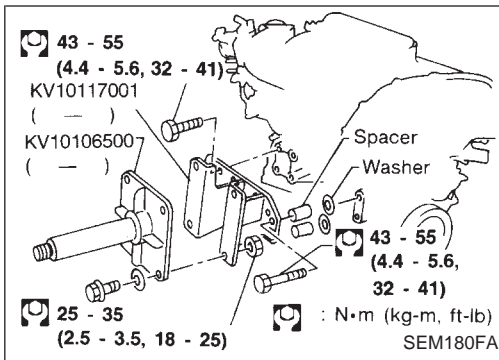 43 - 55
(4.4 - 5.6, 32 - 41)
KV10117001
( — )
KV10106500
( — )
Spacer
Washer
43 - 55
(4.4 - 5.6,
32 - 41)
25 - 35
(2.5 - 3.5, 18 - 25)
: N•m (kg-m, ft-lb)
SEM180FA